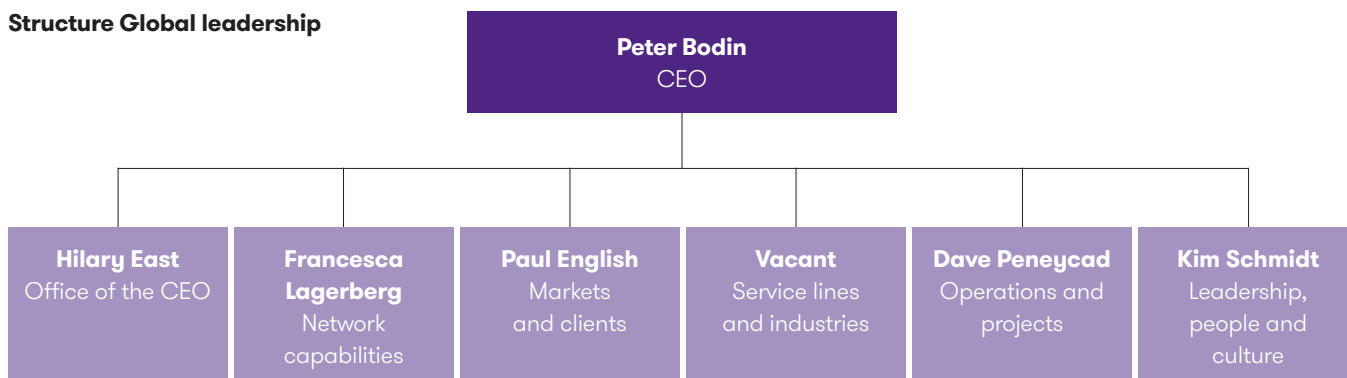 Structure Global leadership
Peter Bodin
CEO
Hilary East
Office of the CEO
Francesca
Lagerberg
Network
capabilities
Paul English
Markets
and clients
Vacant
Service lines
and industries
Dave Peneycad
Operations and
projects
Kim Schmidt
Leadership,
people and
culture